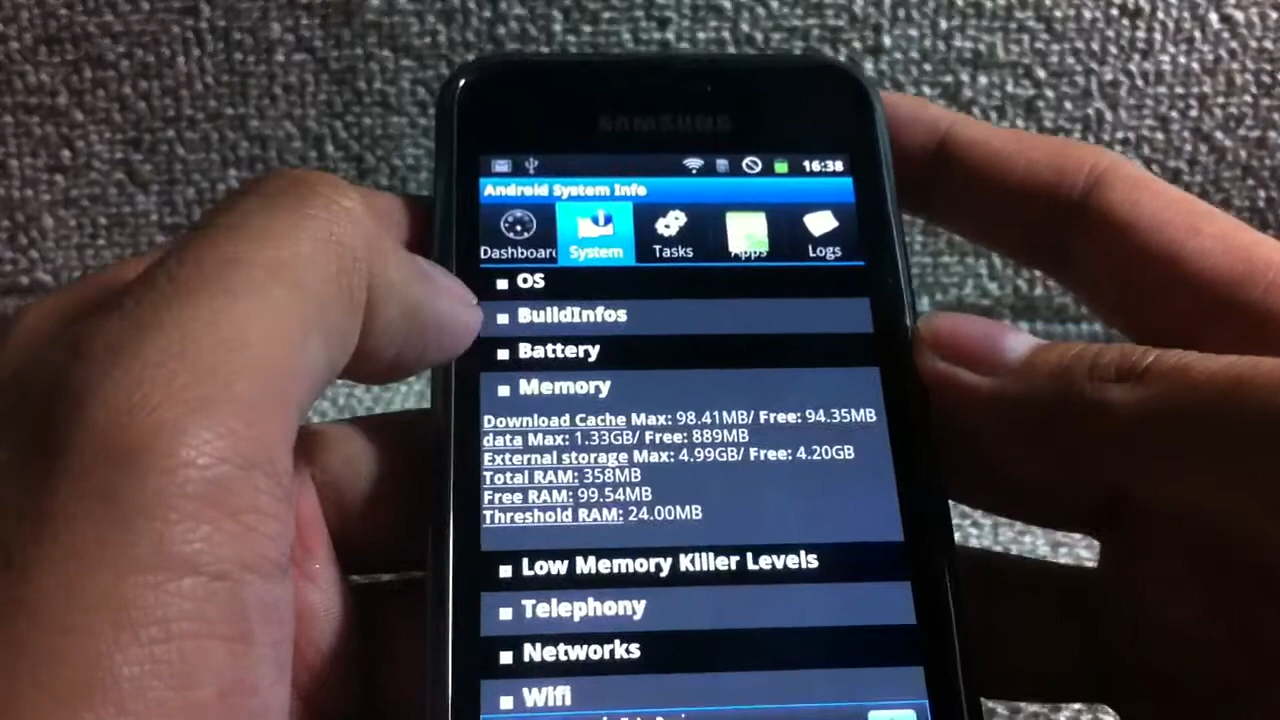 SAMSUNG
16:38
Android System Info
Dashboard System Tasks Apps Logs
OS
BuildInfos
Battery
Memory
Download Cache Max: 98.41MB/ Free: 94.35MB
data Max: 1.33GB/ Free: 889MB
External storage Max: 4.99GB/ Free: 4.20GB
Total RAM: 358MB
Free RAM: 99.54MB
Threshold RAM: 24.00MB
Low Memory Killer Levels
Telephony
Networks
Wifi